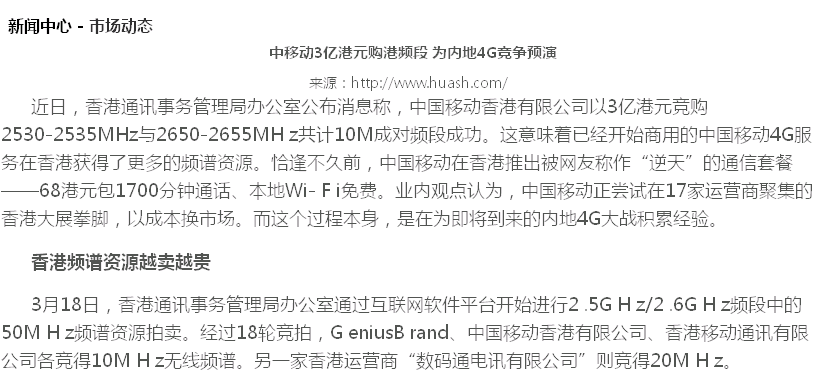 新闻中心 - 市场动态
中移动3亿港元购港频段 为内地4G竞争预演
来源：http://www.huash.com/
近日，香港通讯事务管理局办公室公布消息称，中国移动香港有限公司以3亿港元竞购
2530-2535MHz与2650-2655MH z共计10M成对频段成功。这意味着已经开始商用的中国移动4G服
务在香港获得了更多的频谱资源。恰逢不久前，中国移动在香港推出被网友称作“逆天”的通信套餐
——68港元包1700分钟通话、本地Wi- F i免费。业内观点认为，中国移动正尝试在17家运营商聚集的
香港大展拳脚，以成本换市场。而这个过程本身，是在为即将到来的内地4G大战积累经验。
香港频谱资源越卖越贵
3月18日，香港通讯事务管理局办公室通过互联网软件平台开始进行2 .5G H z/2 .6G H z频段中的
50M H z频谱资源拍卖。经过18轮竞拍，G eniusB rand、中国移动香港有限公司、香港移动通讯有限
公司各竞得10M H z无线频谱。另一家香港运营商“数码通电讯有限公司”则竞得20M H z。